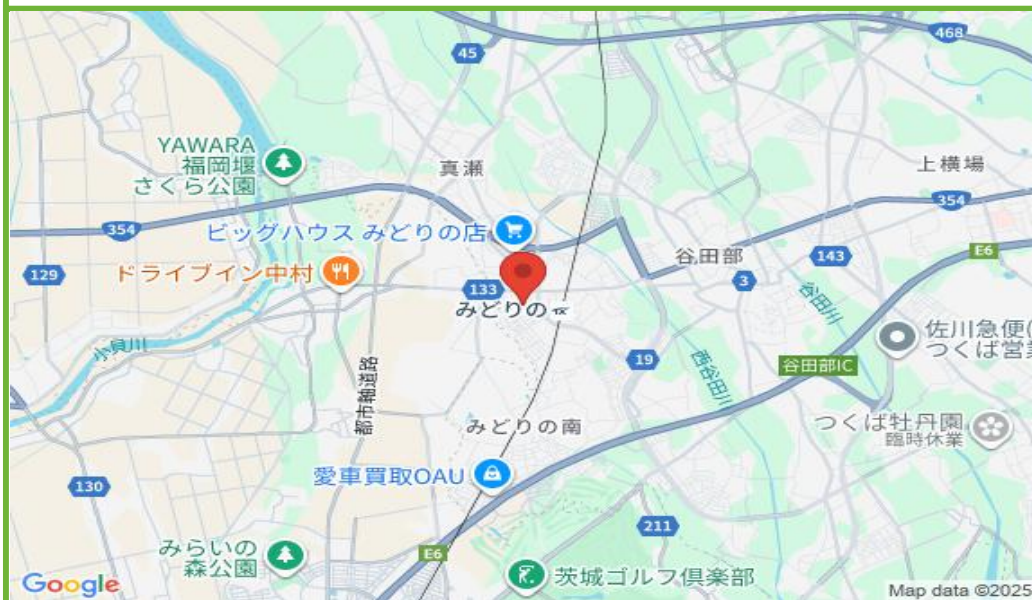 468
45
YAWARA
福岡堰
さくら公園
真瀬
上横場
354
354
ビッグハウス みどりの店
谷田部
E6
129
ドライブイン中村
143
133
3
みどりの
谷田川
小貝川
佐川急便(
つくば営業
19
西谷田川
谷田部IC
都市軸道路
つくば牡丹園
臨時休業
みどりの南
愛車買取OAU
130
211
みらいの
森公園
E6
茨城ゴルフ倶楽部
Google
Map data ©2025